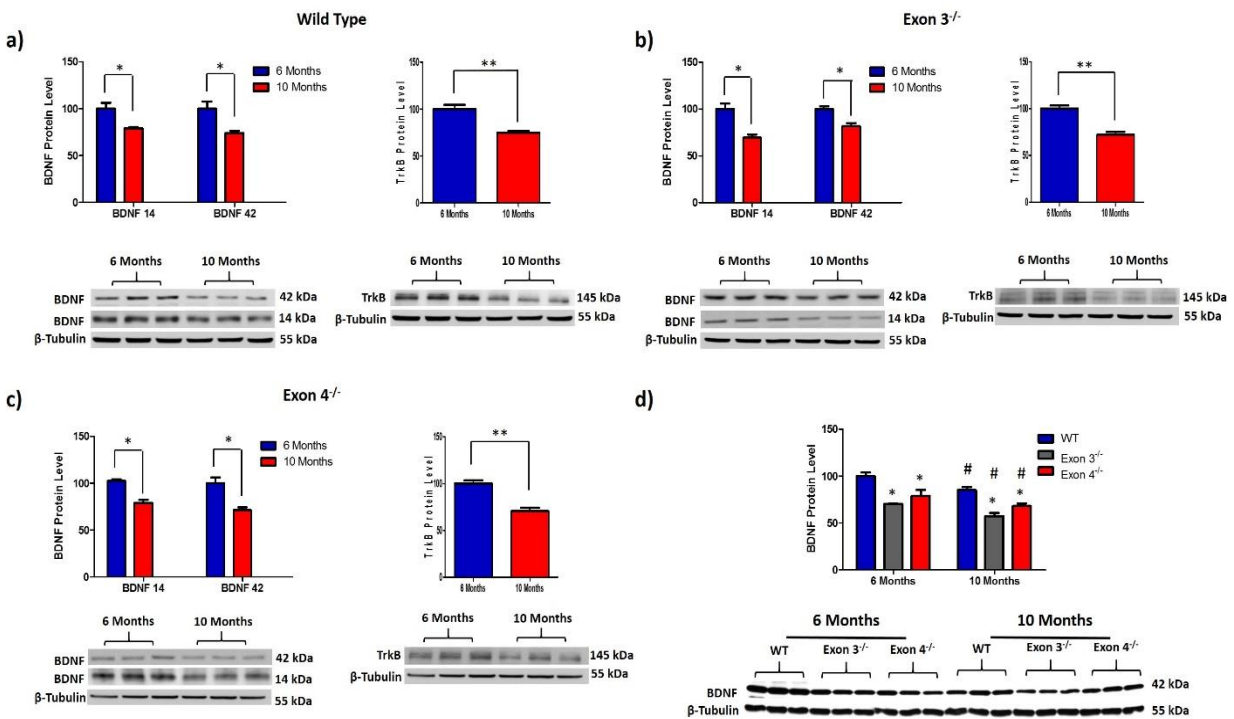 Wild Type
a)
* *
6 Months
10 Months
BDNF Protein Level
150
100
50
0
BDNF 14 BDNF 42
**
TrkB Protein Level
150
100
50
0
6 Months 10 Months
6 Months 10 Months
BDNF 42 kDa
BDNF 14 kDa
β-Tubulin 55 kDa
6 Months 10 Months
TrkB 145 kDa
β-Tubulin 55 kDa
Exon 3-/-
b)
* *
6 Months
10 Months
BDNF Protein Level
150
100
50
0
BDNF 14 BDNF 42
**
TrkB Protein Level
150
100
50
0
6 Months 10 Months
6 Months 10 Months
BDNF 42 kDa
BDNF 14 kDa
β-Tubulin 55 kDa
6 Months 10 Months
TrkB 145 kDa
β-Tubulin 55 kDa
Exon 4-/-
c)
* *
6 Months
10 Months
BDNF Protein Level
150
100
50
0
BDNF 14 BDNF 42
**
TrkB Protein Level
150
100
50
0
6 Months 10 Months
6 Months 10 Months
BDNF 42 kDa
BDNF 14 kDa
β-Tubulin 55 kDa
6 Months 10 Months
TrkB 145 kDa
β-Tubulin 55 kDa
d)
WT
Exon 3-/-
Exon 4-/-
BDNF Protein Level
150
100
50
0
# # #
* * * *
6 Months 10 Months
6 Months 10 Months
WT Exon 3-/- Exon 4-/- WT Exon 3-/- Exon 4-/-
BDNF 42 kDa
β-Tubulin 55 kDa